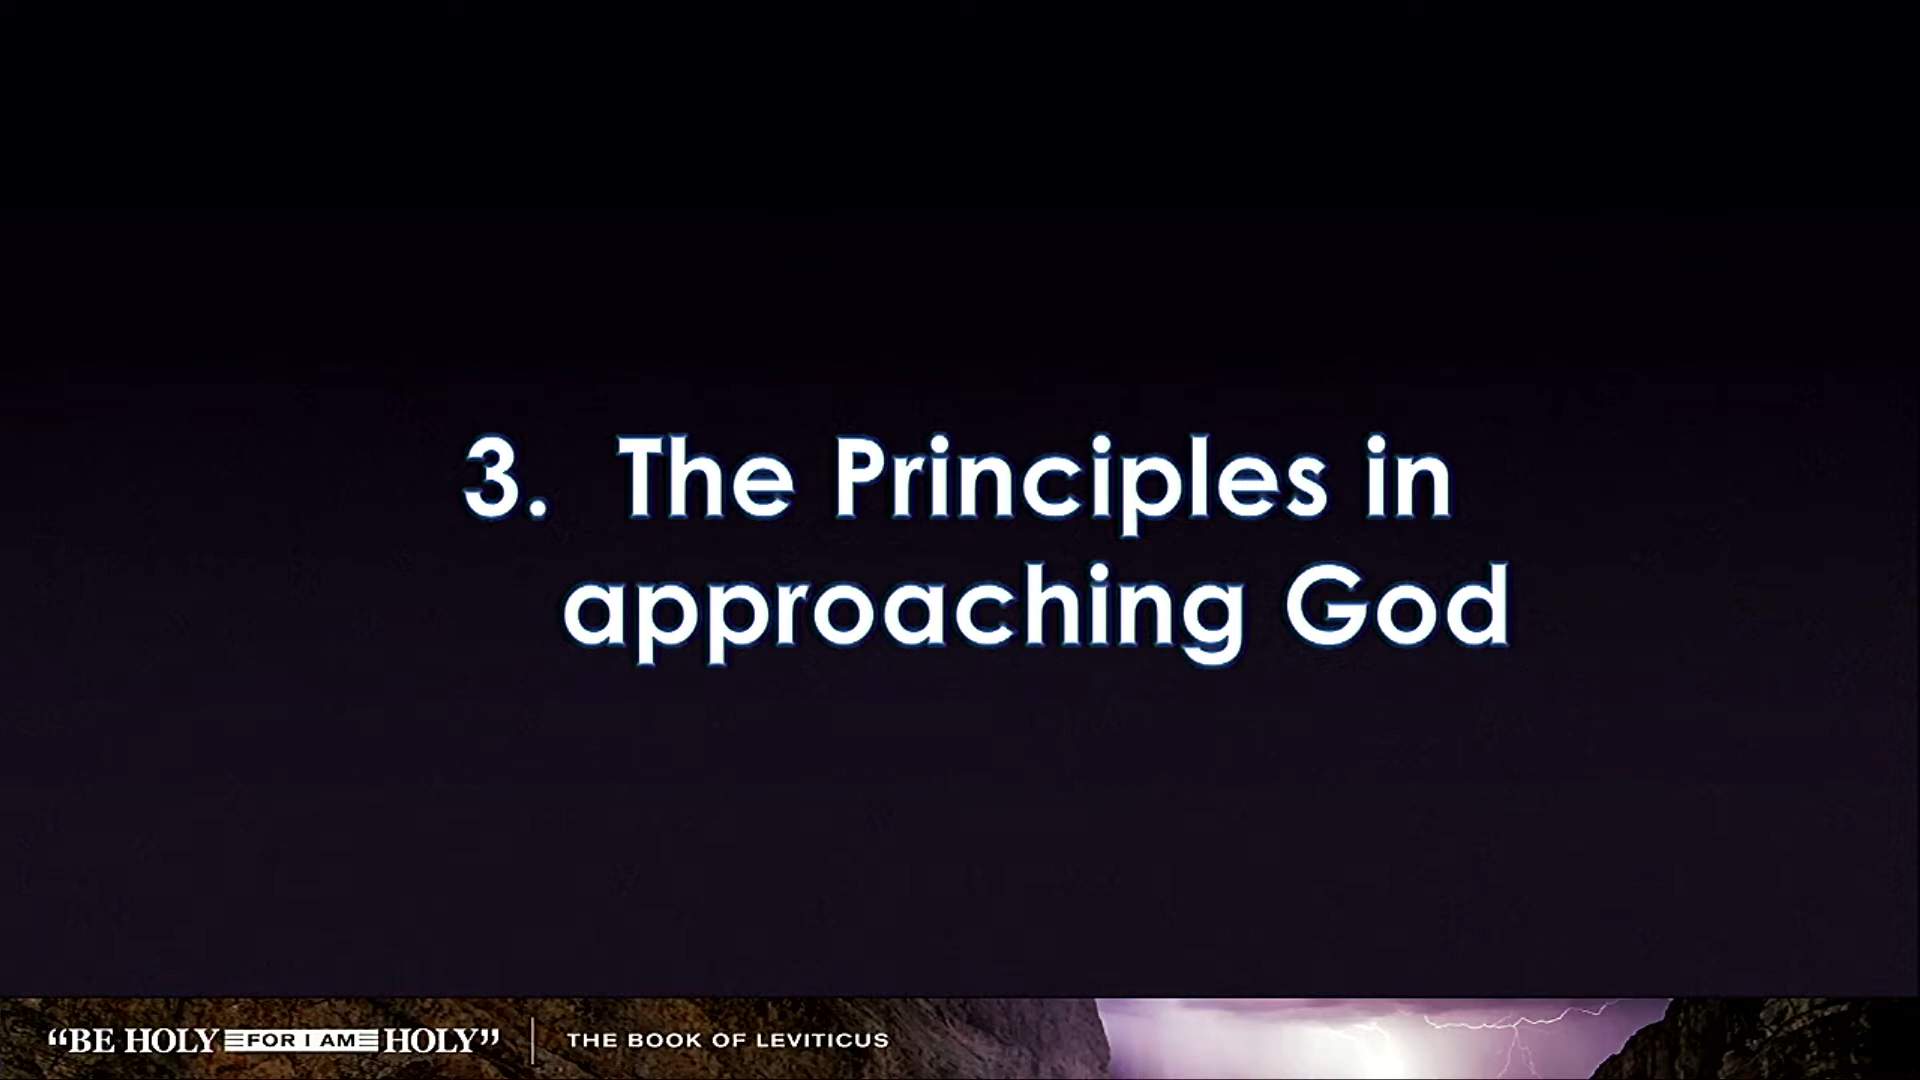 3. The Principles in
approaching God
“BE HOLY FOR I AM HOLY” | THE BOOK OF LEVITICUS